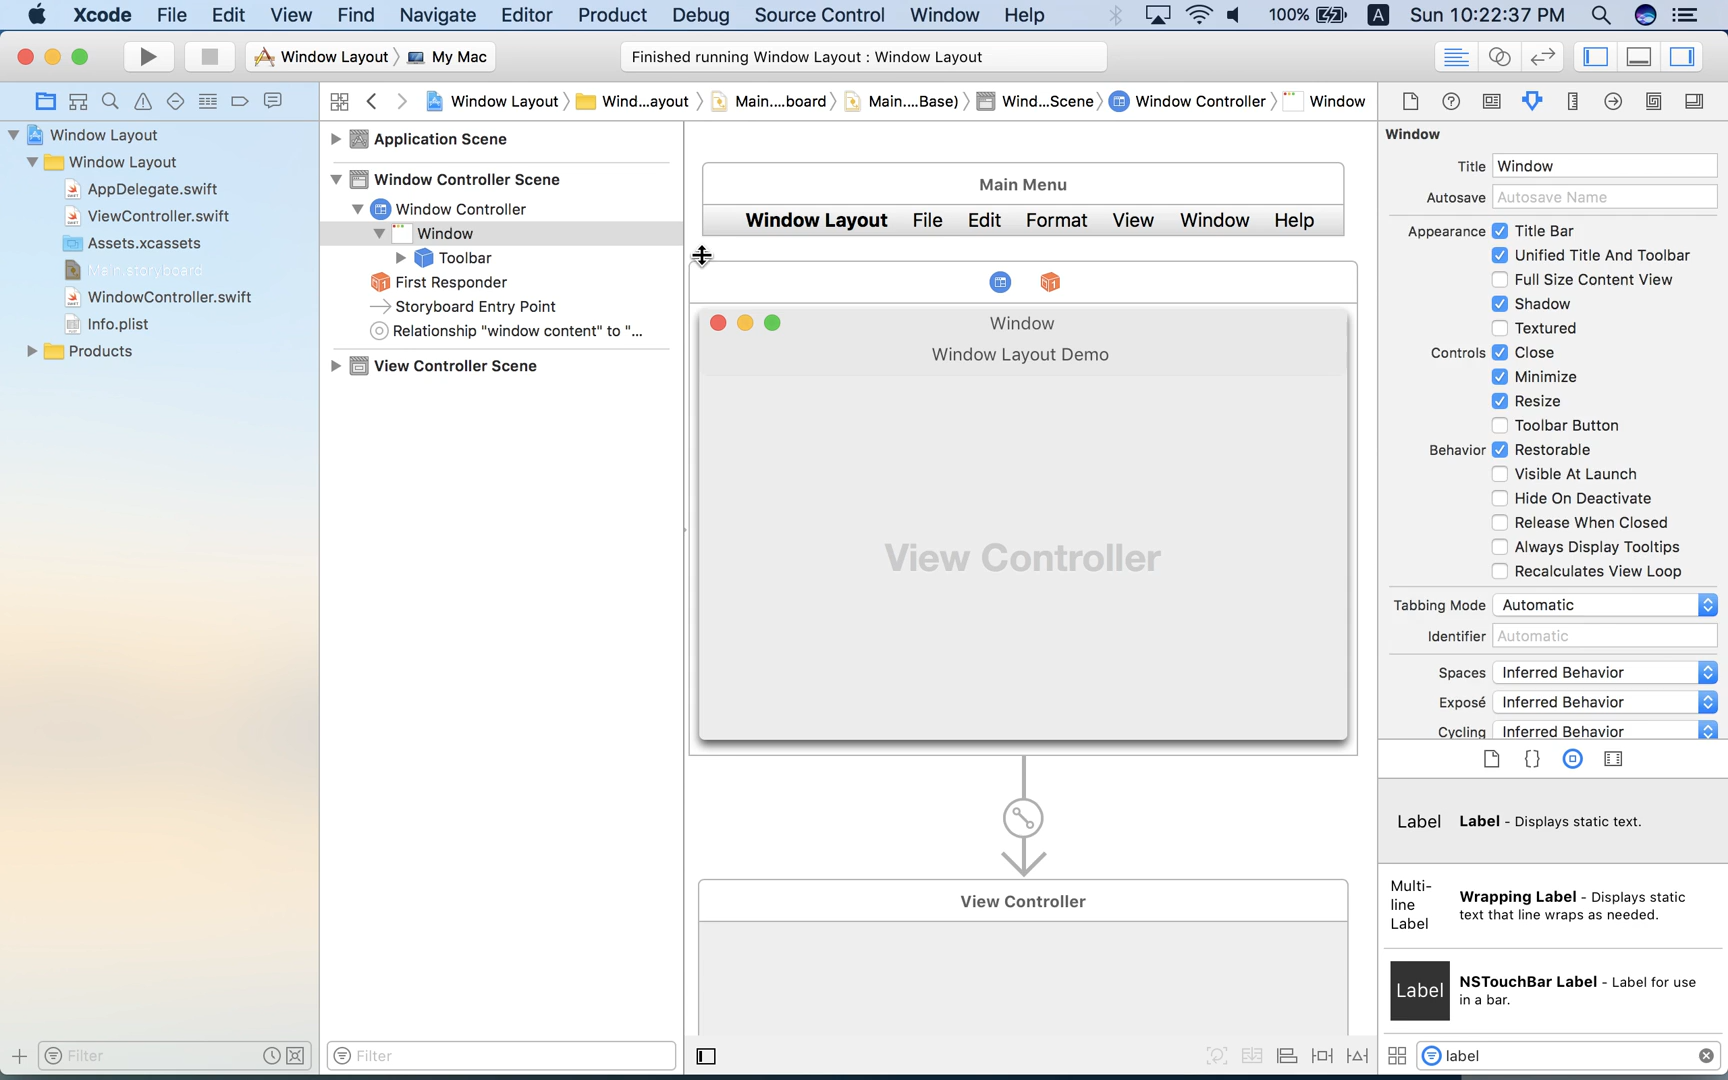 Xcode File Edit View Find Navigate Editor Product Debug Source Control Window Help 100% A Sun 10:22:37 PM
Window Layout My Mac Finished running Window Layout : Window Layout
Window Layout Wind...ayout Main....board Main....Base) Wind...Scene Window Controller Window
Window Layout
Window Layout
AppDelegate.swift
ViewController.swift
Assets.xcassets
Main.storyboard
WindowController.swift
Info.plist
Products
Filter
Application Scene
Window Controller Scene
Window Controller
Window
Toolbar
First Responder
Storyboard Entry Point
Relationship "window content" to "...
View Controller Scene
Filter
Main Menu
Window Layout File Edit Format View Window Help
Window
Window Layout Demo
View Controller
View Controller
Window
Title Window
Autosave Autosave Name
Appearance Title Bar
Unified Title And Toolbar
Full Size Content View
Shadow
Textured
Controls Close
Minimize
Resize
Toolbar Button
Behavior Restorable
Visible At Launch
Hide On Deactivate
Release When Closed
Always Display Tooltips
Recalculates View Loop
Tabbing Mode Automatic
Identifier Automatic
Spaces Inferred Behavior
Exposé Inferred Behavior
Cycling Inferred Behavior
{}
Label Label - Displays static text.
Multi-
line
Label
Wrapping Label - Displays static
text that line wraps as needed.
Label
NSTouchBar Label - Label for use
in a bar.
label